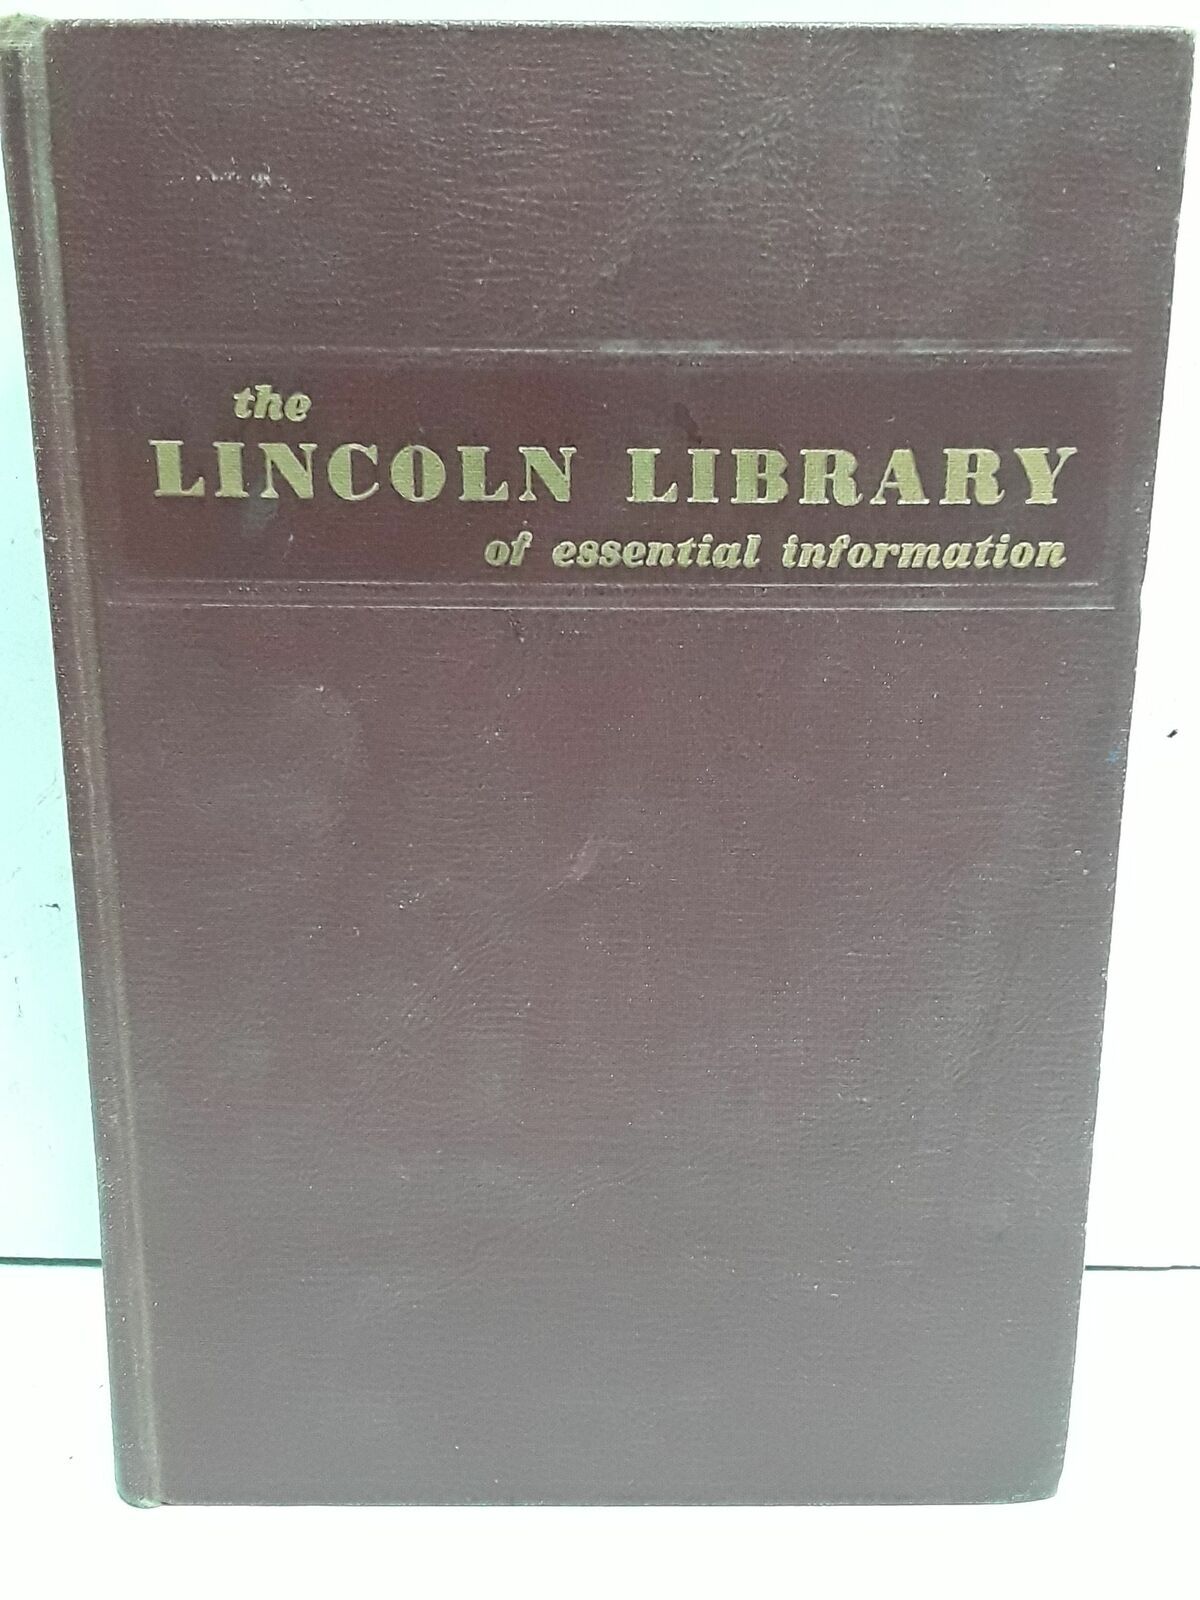 the
LINCOLN LIBRARY
of essential information